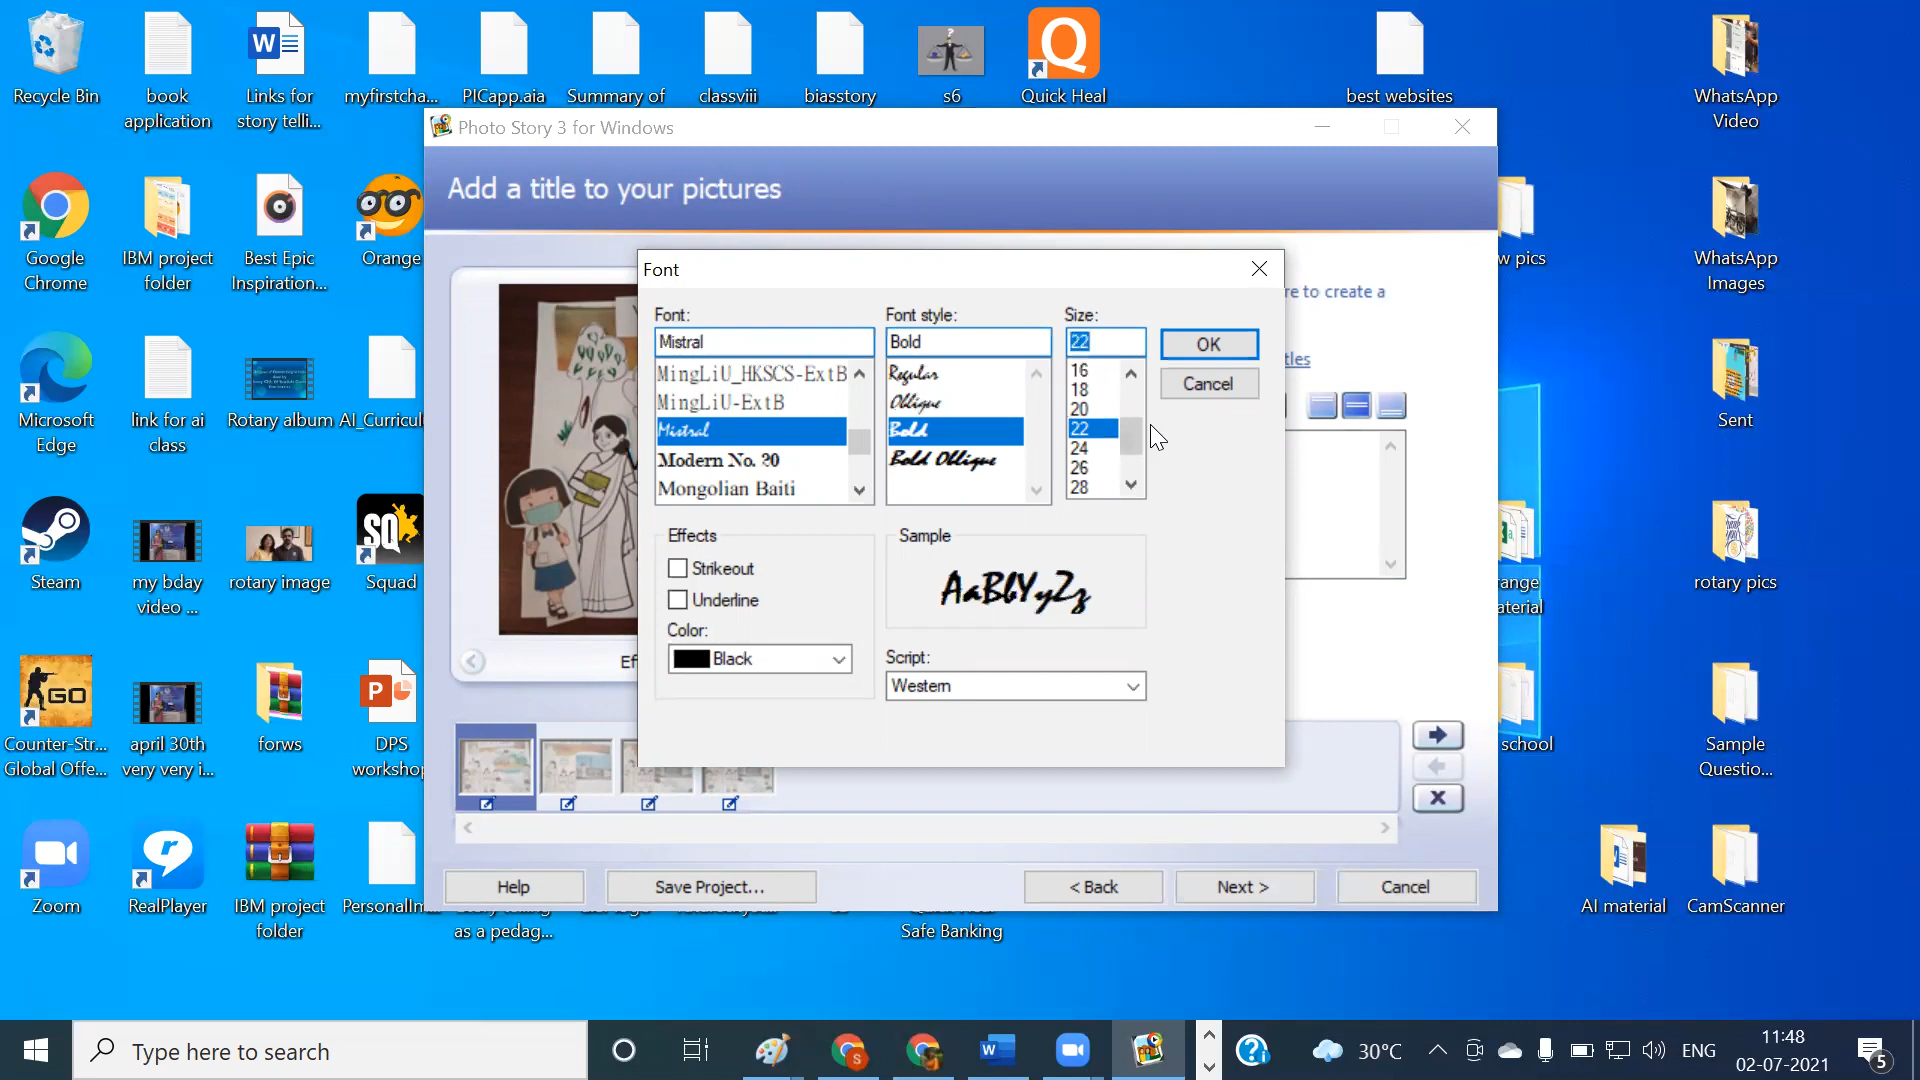 Recycle Bin
book
application
Links for
story telli...
myfirstcha...
PICapp.aia
Summary of
classviii
biasstory
s6
Quick Heal
best websites
WhatsApp
Video
Photo Story 3 for Windows
Add a title to your pictures
Google
Chrome
IBM project
folder
Best Epic
Inspiration...
Orange
w pics
WhatsApp
Images
Font
re to create a
Font:
Font style:
Size:
Mistral
Bold
22
OK
tles
MingLiU_HKSCS-ExtB
Regular
16
Cancel
18
MingLiU-ExtB
Oblique
20
Mistral
Bold
22
24
Modern No. 20
Bold Oblique
26
Mongolian Baiti
28
Microsoft
Edge
link for ai
class
Rotary album
AI_Curricul
Sent
Effects
Sample
Strikeout
AaBbYyZz
Underline
Color:
Black
Script:
Western
Ef
Steam
my bday
video ...
rotary image
Squad
range
aterial
rotary pics
Counter-Str...
Global Offe...
april 30th
very very i...
forws
DPS
workshop
school
Sample
Questio...
Help
Save Project...
< Back
Next >
Cancel
Zoom
RealPlayer
IBM project
folder
PersonalIm...
as a pedag...
Safe Banking
AI material
CamScanner
Type here to search
30°C
ENG
11:48
02-07-2021
5